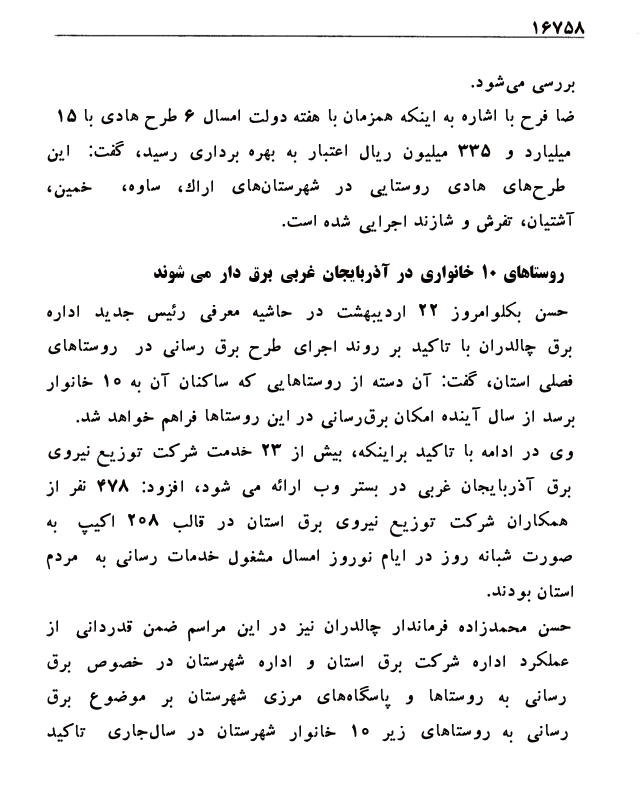 ۱۶۷۵۸
بررسی می‌شود.
ضا فرح با اشاره به اینکه همزمان با هفته دولت امسال ۶ طرح هادی با ۱۵
میلیارد و ۳۳۵ میلیون ریال اعتبار به بهره برداری رسید، گفت: این
طرح‌های هادی روستایی در شهرستان‌های اراك، ساوه، خمین،
آشتیان، تفرش و شازند اجرایی شده است.
روستاهای ۱۰ خانواری در آذربایجان غربی برق دار می شوند
حسن بکلوامروز ۲۲ اردیبهشت در حاشیه معرفی رئیس جدید اداره
برق چالدران با تاکید بر روند اجرای طرح برق رسانی در روستاهای
فصلی استان، گفت: آن دسته از روستاهایی که ساکنان آن به ۱۰ خانوار
برسد از سال آینده امکان برق‌رسانی در این روستاها فراهم خواهد شد.
وی در ادامه با تاکید براینکه، بیش از ۲۳ خدمت شرکت توزیع نیروی
برق آذربایجان غربی در بستر وب ارائه می شود، افزود: ۴۷۸ نفر از
همکاران شرکت توزیع نیروی برق استان در قالب ۲۰۸ اکیپ به
صورت شبانه روز در ایام نوروز امسال مشغول خدمات رسانی به مردم
استان بودند.
حسن محمدزاده فرماندار چالدران نیز در این مراسم ضمن قدردانی از
عملکرد اداره شرکت برق استان و اداره شهرستان در خصوص برق
رسانی به روستاها و پاسگاه‌های مرزی شهرستان بر موضوع برق
رسانی به روستاهای زیر ۱۰ خانوار شهرستان در سال‌جاری تاکید